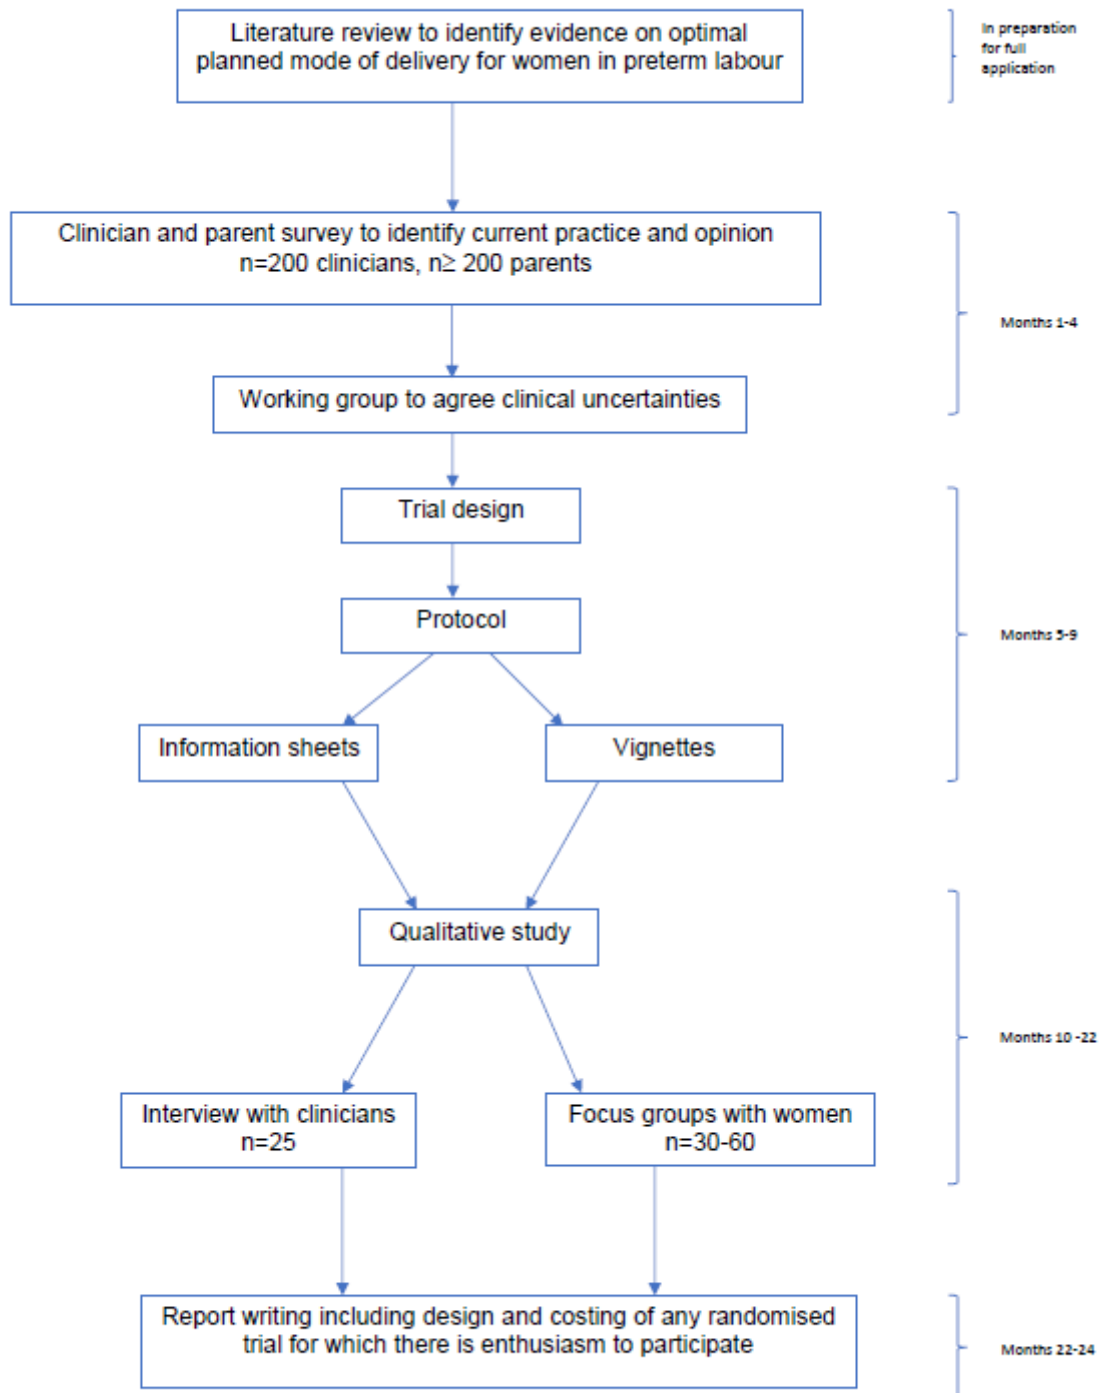 Literature review to identify evidence on optimal
planned mode of delivery for women in preterm labour
In preparation
for full
application
Clinician and parent survey to identify current practice and opinion
n=200 clinicians, n≥ 200 parents
Months 1-4
Working group to agree clinical uncertainties
Trial design
Protocol
Months 5-9
Information sheets
Vignettes
Qualitative study
Months 10 -22
Interview with clinicians
n=25
Focus groups with women
n=30-60
Report writing including design and costing of any randomised
trial for which there is enthusiasm to participate
Months 22-24